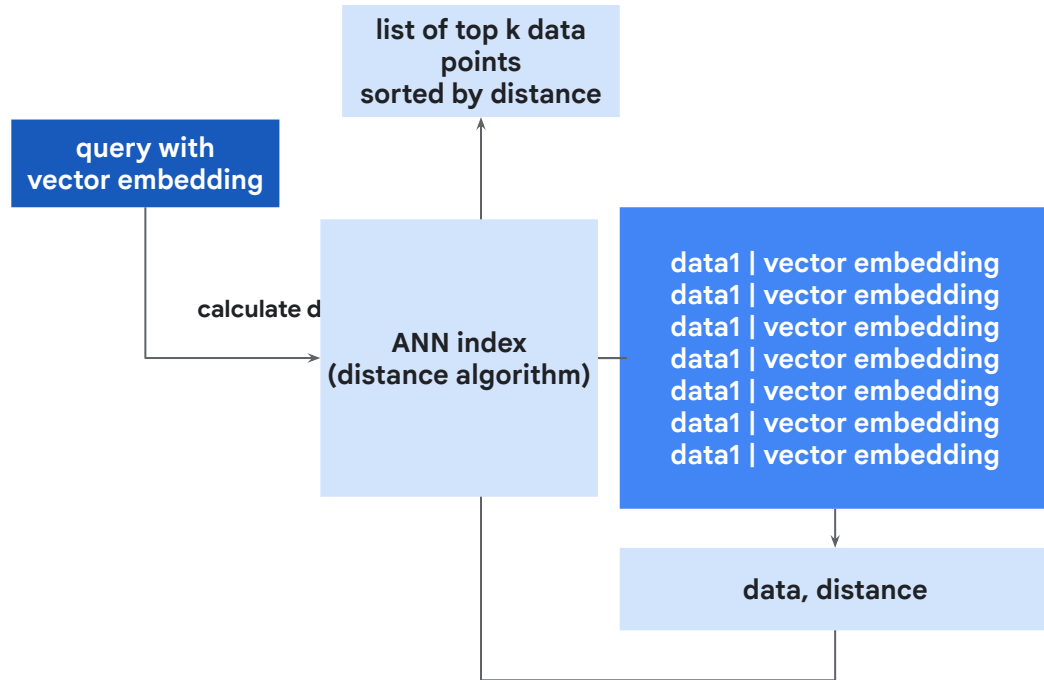 list of top k data
points
sorted by distance
query with
vector embedding
calculate d
ANN index
(distance algorithm)
data1 | vector embedding
data1 | vector embedding
data1 | vector embedding
data1 | vector embedding
data1 | vector embedding
data1 | vector embedding
data1 | vector embedding
data, distance